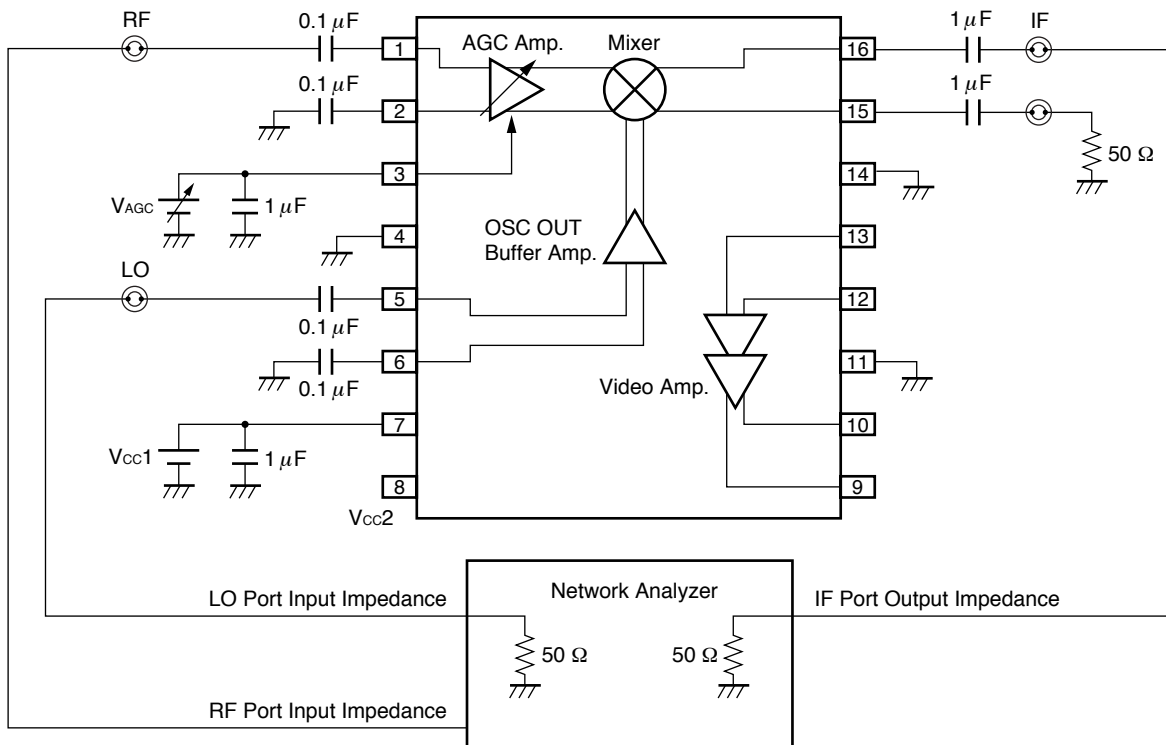 RF
0.1 µF
1
AGC Amp.
Mixer
16
1 µF
IF
0.1 µF
2
15
1 µF
50 Ω
3
14
VAGC
1 µF
4
OSC OUT
Buffer Amp.
13
LO
5
0.1 µF
12
6
0.1 µF
11
Video Amp.
7
10
VCC1
1 µF
8
9
VCC2
Network Analyzer
LO Port Input Impedance
IF Port Output Impedance
50 Ω
50 Ω
RF Port Input Impedance